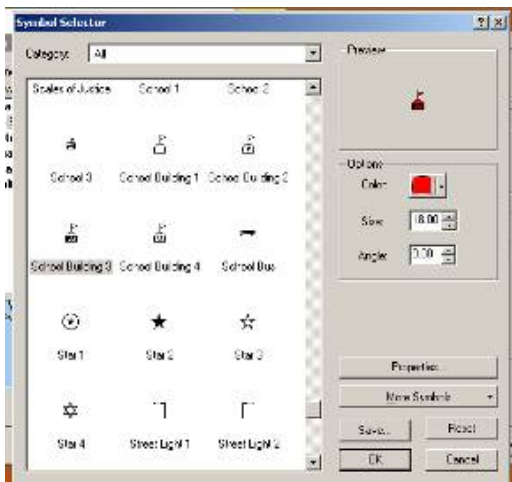 Symbol Selector
Category: All
Preview
Scales of Justice School 1 School 2
School 3 School Building 1 School Building 2
Options
Color:
Size: 18.00
Angle: 0.00
School Building 3 School Building 4 School Bus
Star 1 Star 2 Star 3
Properties...
More Symbols
Star 4 Street Light 1 Street Light 2
Save... Reset
OK Cancel